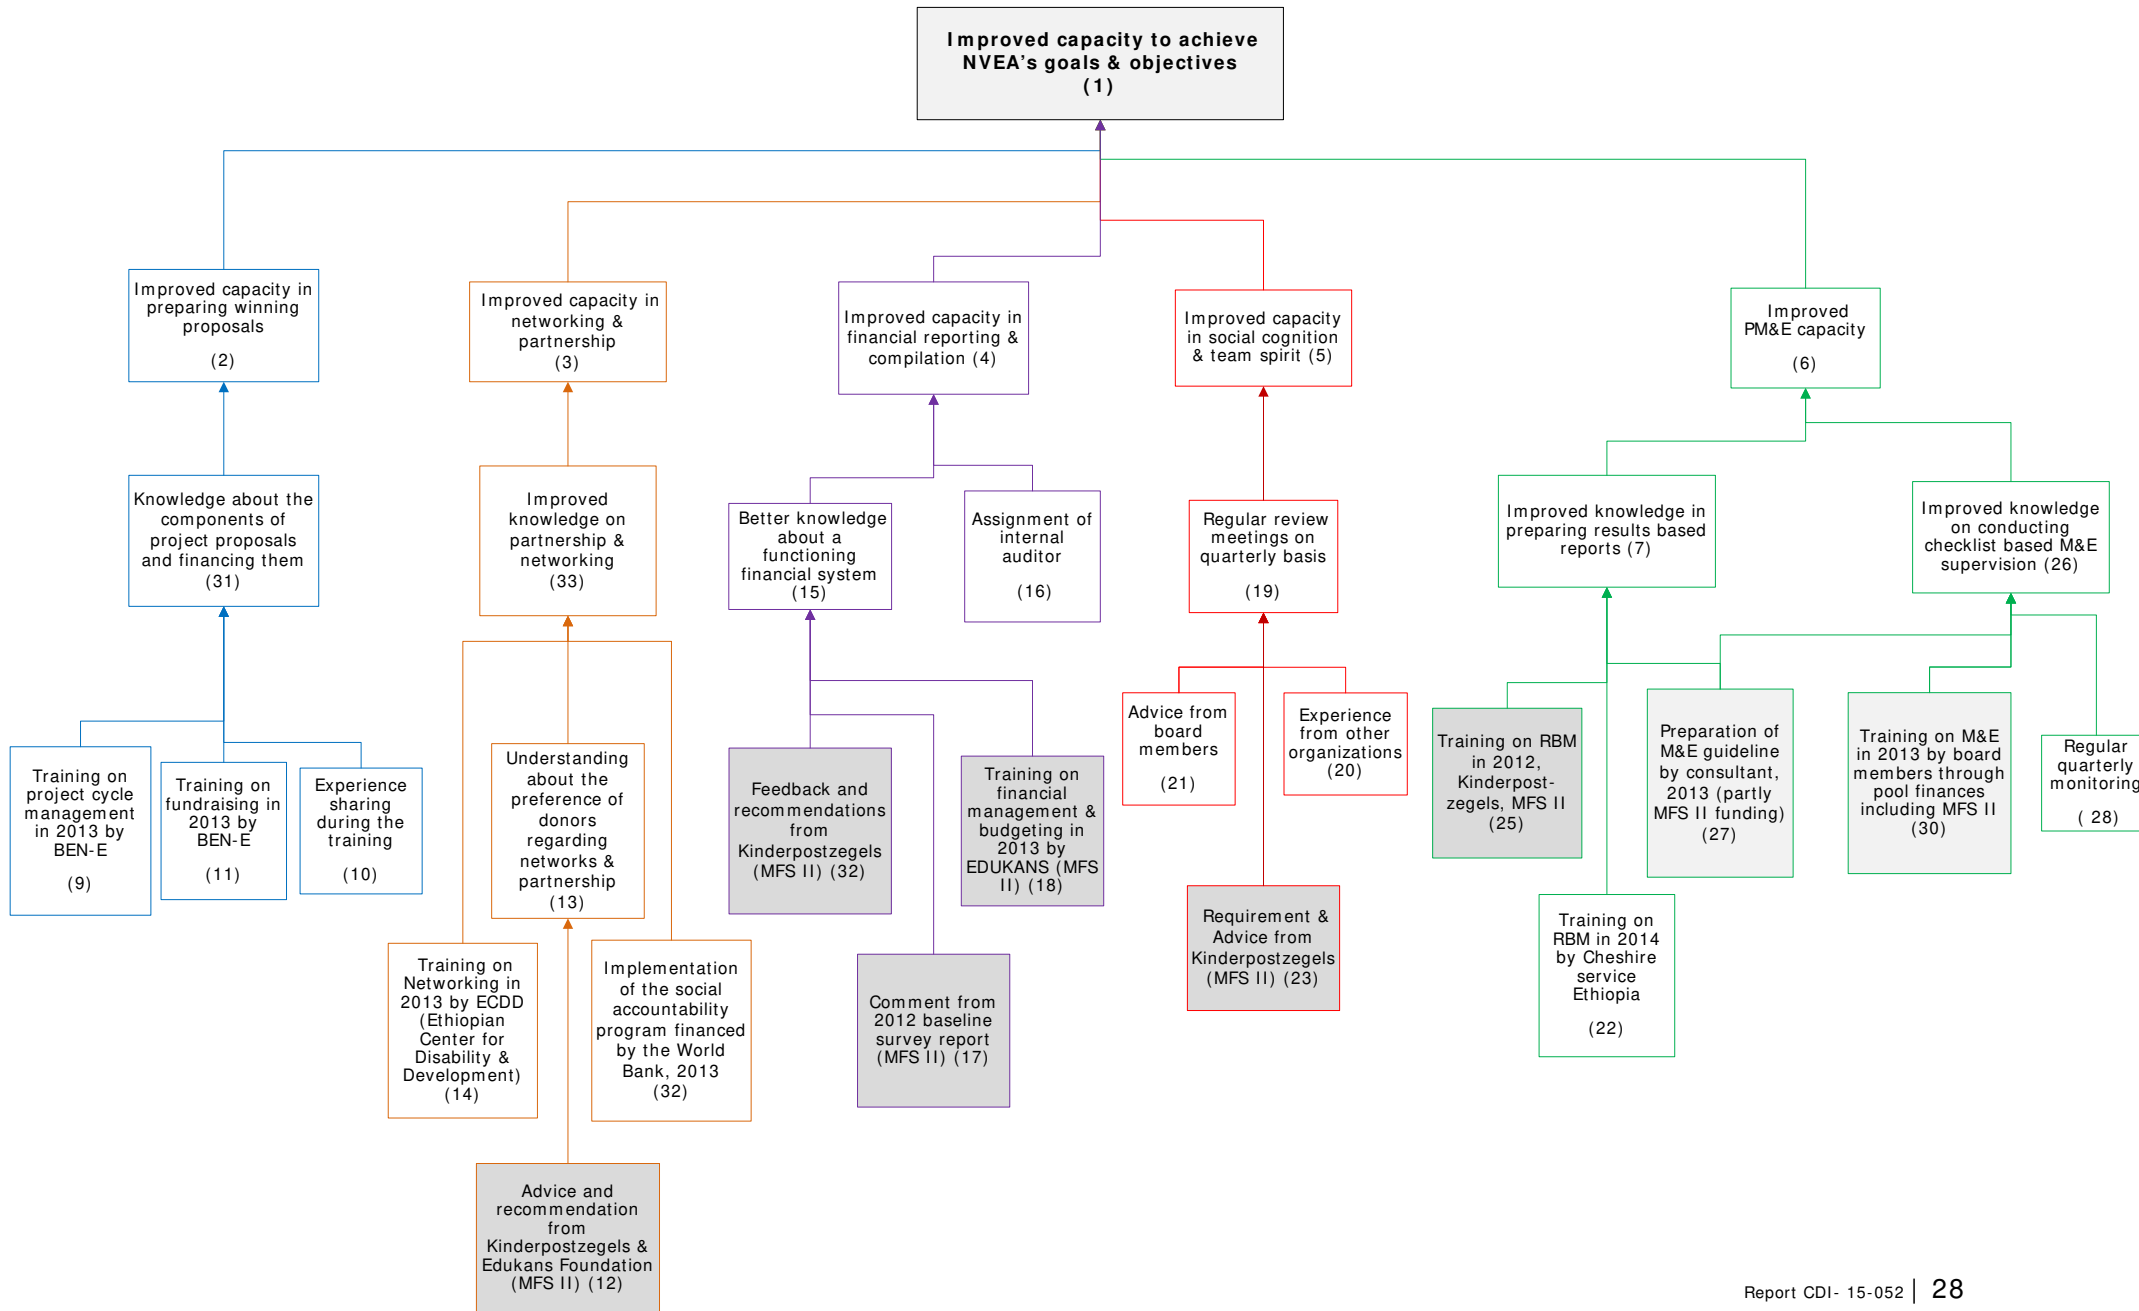 Improved capacity to achieve
NVEA's goals & objectives
(1)
Improved capacity in
preparing winning
proposals
(2)
Improved capacity in
networking &
partnership
(3)
Improved capacity in
financial reporting &
compilation (4)
Improved capacity
in social cognition
& team spirit (5)
Improved
PM&E capacity
(6)
Knowledge about the
components of
project proposals
and financing them
(31)
Improved
knowledge on
partnership &
networking
(33)
Better knowledge
about a
functioning
financial system
(15)
Assignment of
internal
auditor
(16)
Regular review
meetings on
quarterly basis
(19)
Improved knowledge in
preparing results based
reports (7)
Improved knowledge
on conducting
checklist based M&E
supervision (26)
Training on
project cycle
management
in 2013 by
BEN-E
(9)
Training on
fundraising in
2013 by
BEN-E
(11)
Experience
sharing
during the
training
(10)
Understanding
about the
preference of
donors
regarding
networks &
partnership
(13)
Feedback and
recommendations
from
Kinderpostzegels
(MFS II) (32)
Training on
financial
management &
budgeting in
2013 by
EDUKANS (MFS
II) (18)
Advice from
board
members
(21)
Experience
from other
organizations
(20)
Training on RBM
in 2012,
Kinderpost-
zegels, MFS II
(25)
Preparation of
M&E guideline
by consultant,
2013 (partly
MFS II funding)
(27)
Training on M&E
in 2013 by board
members through
pool finances
including MFS II
(30)
Regular
quarterly
monitoring
( 28)
Training on
Networking in
2013 by ECDD
(Ethiopian
Center for
Disability &
Development)
(14)
Implementation
of the social
accountability
program financed
by the World
Bank, 2013
(32)
Comment from
2012 baseline
survey report
(MFS II) (17)
Requirement &
Advice from
Kinderpostzegels
(MFS II) (23)
Training on
RBM in 2014
by Cheshire
service
Ethiopia
(22)
Advice and
recommendation
from
Kinderpostzegels &
Edukans Foundation
(MFS II) (12)
Report CDI- 15-052 | 28